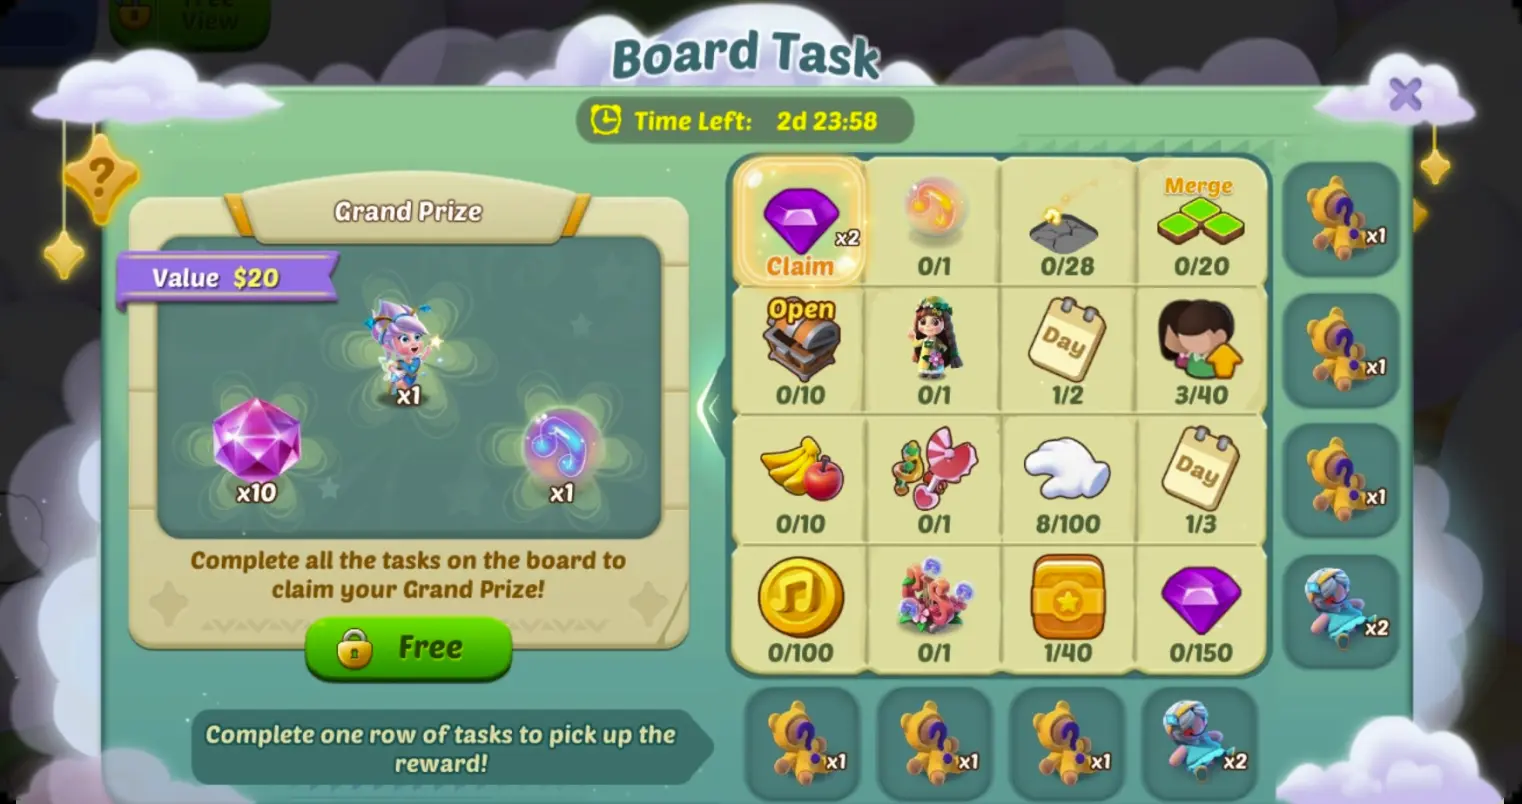 Free
View
Board Task
Time Left: 2d 23:58
?
Grand Prize
Value $20
x1
x10
x1
Complete all the tasks on the board to
claim your Grand Prize!
Free
Complete one row of tasks to pick up the
reward!
x2
Claim
0/1
0/28
Merge
0/20
x1
Open
0/10
0/1
Day
1/2
3/40
x1
0/10
0/1
8/100
Day
1/3
x1
0/100
0/1
1/40
0/150
x2
x1
x1
x1
x2